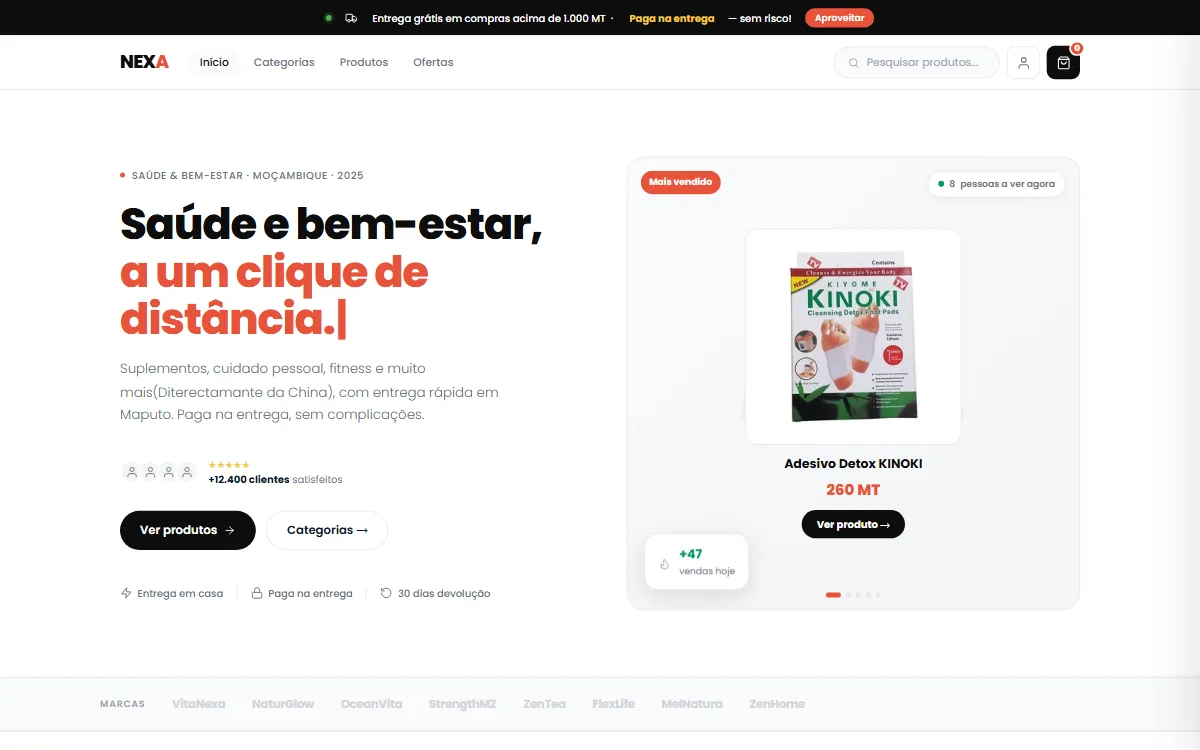 Entrega grátis em compras acima de 1.000 MT · Paga na entrega — sem risco! Aproveitar
NEXA
Início Categorias Produtos Ofertas
Pesquisar produtos...
0
SAÚDE & BEM-ESTAR · MOÇAMBIQUE · 2025
Saúde e bem-estar,
a um clique de
distância.|
Suplementos, cuidado pessoal, fitness e muito
mais(Diterectamante da China), com entrega rápida em
Maputo. Paga na entrega, sem complicações.
★★★★★
+12.400 clientes satisfeitos
Ver produtos →
Categorias →
Entrega em casa
Paga na entrega
30 dias devolução
Mais vendido
8 pessoas a ver agora
Contains
Cleanse & Energize Your Body
NEW
TV
TV
KIYOME
KINOKI
Cleansing Detox Foot Pads
Adesivo Detox KINOKI
260 MT
Ver produto →
+47
vendas hoje
MARCAS VitaNexa NaturGlow OceanVita StrengthMZ ZenTea FlexLife MelNatura ZenHome